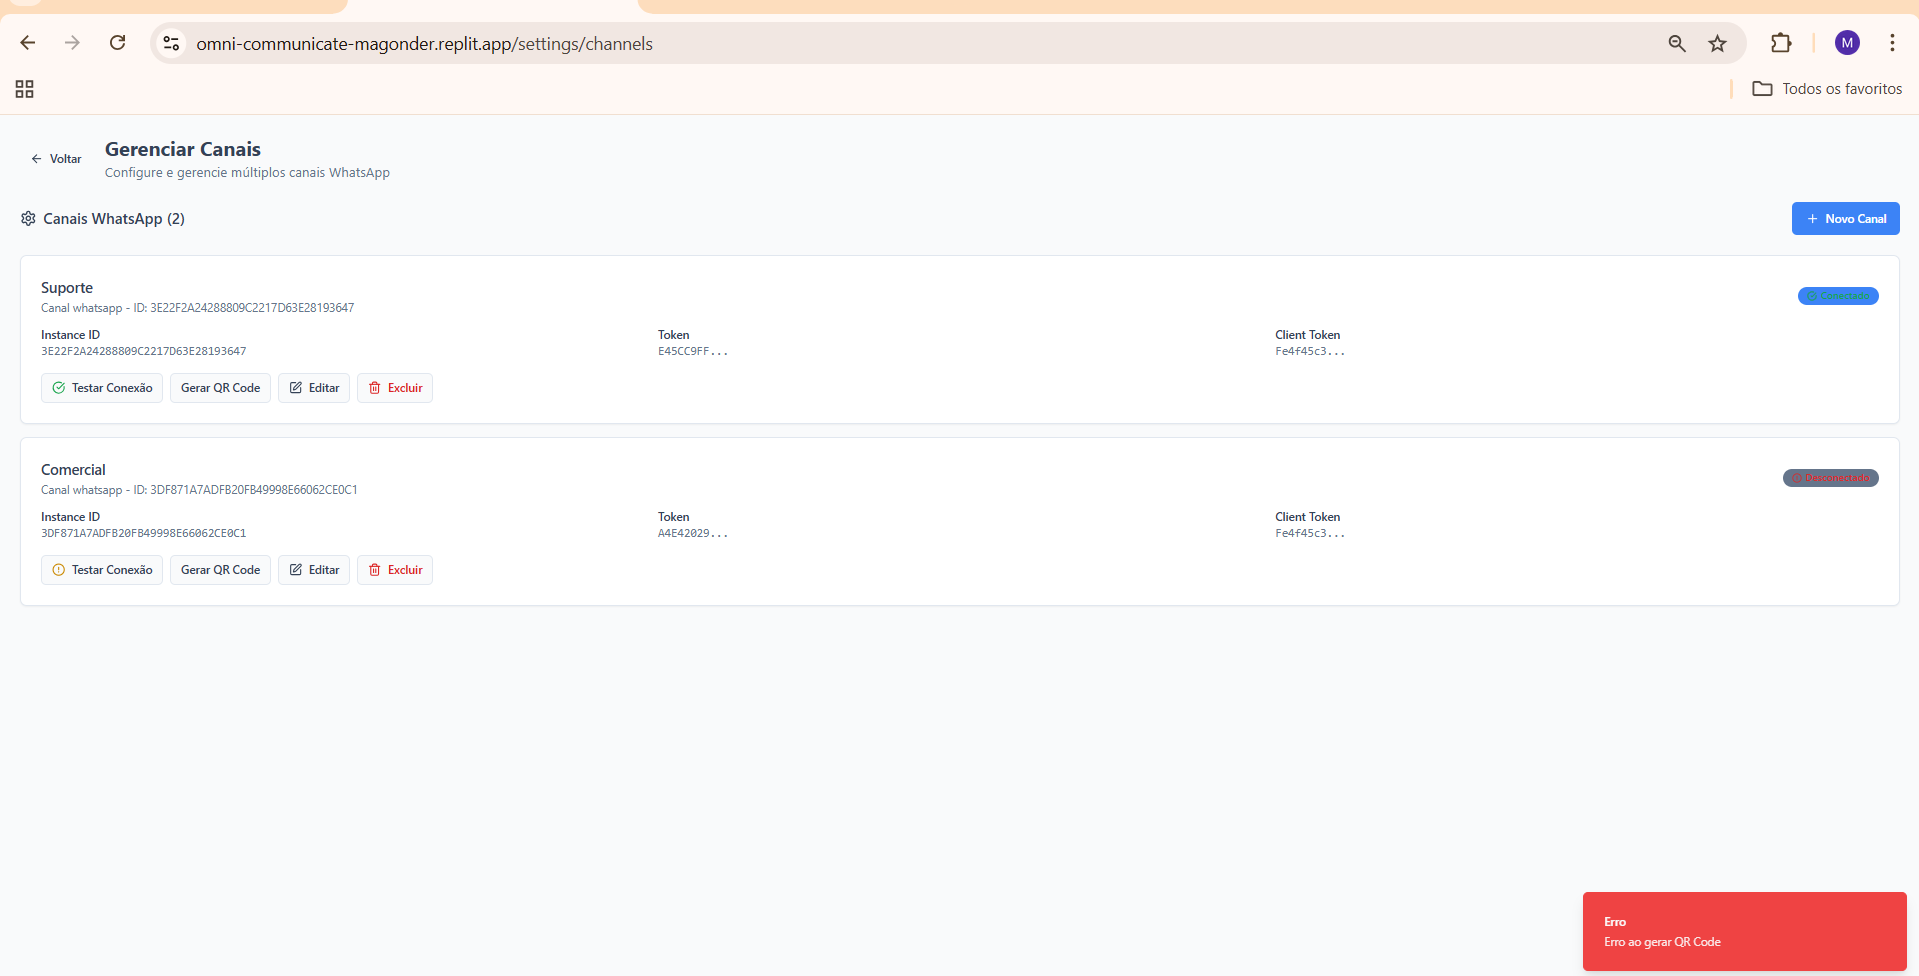 omni-communicate-magonder.replit.app/settings/channels
M
Todos os favoritos
Voltar
Gerenciar Canais
Configure e gerencie múltiplos canais WhatsApp
Canais WhatsApp (2)
Novo Canal
Suporte
Canal whatsapp - ID: 3E22F2A24288809C2217D63E28193647
Conectado
Instance ID
3E22F2A24288809C2217D63E28193647
Token
E45CC9FF...
Client Token
Fe4f45c3...
Testar Conexão
Gerar QR Code
Editar
Excluir
Comercial
Canal whatsapp - ID: 3DF871A7ADFB20FB49998E66062CE0C1
Desconectado
Instance ID
3DF871A7ADFB20FB49998E66062CE0C1
Token
A4E42029...
Client Token
Fe4f45c3...
Testar Conexão
Gerar QR Code
Editar
Excluir
Erro
Erro ao gerar QR Code